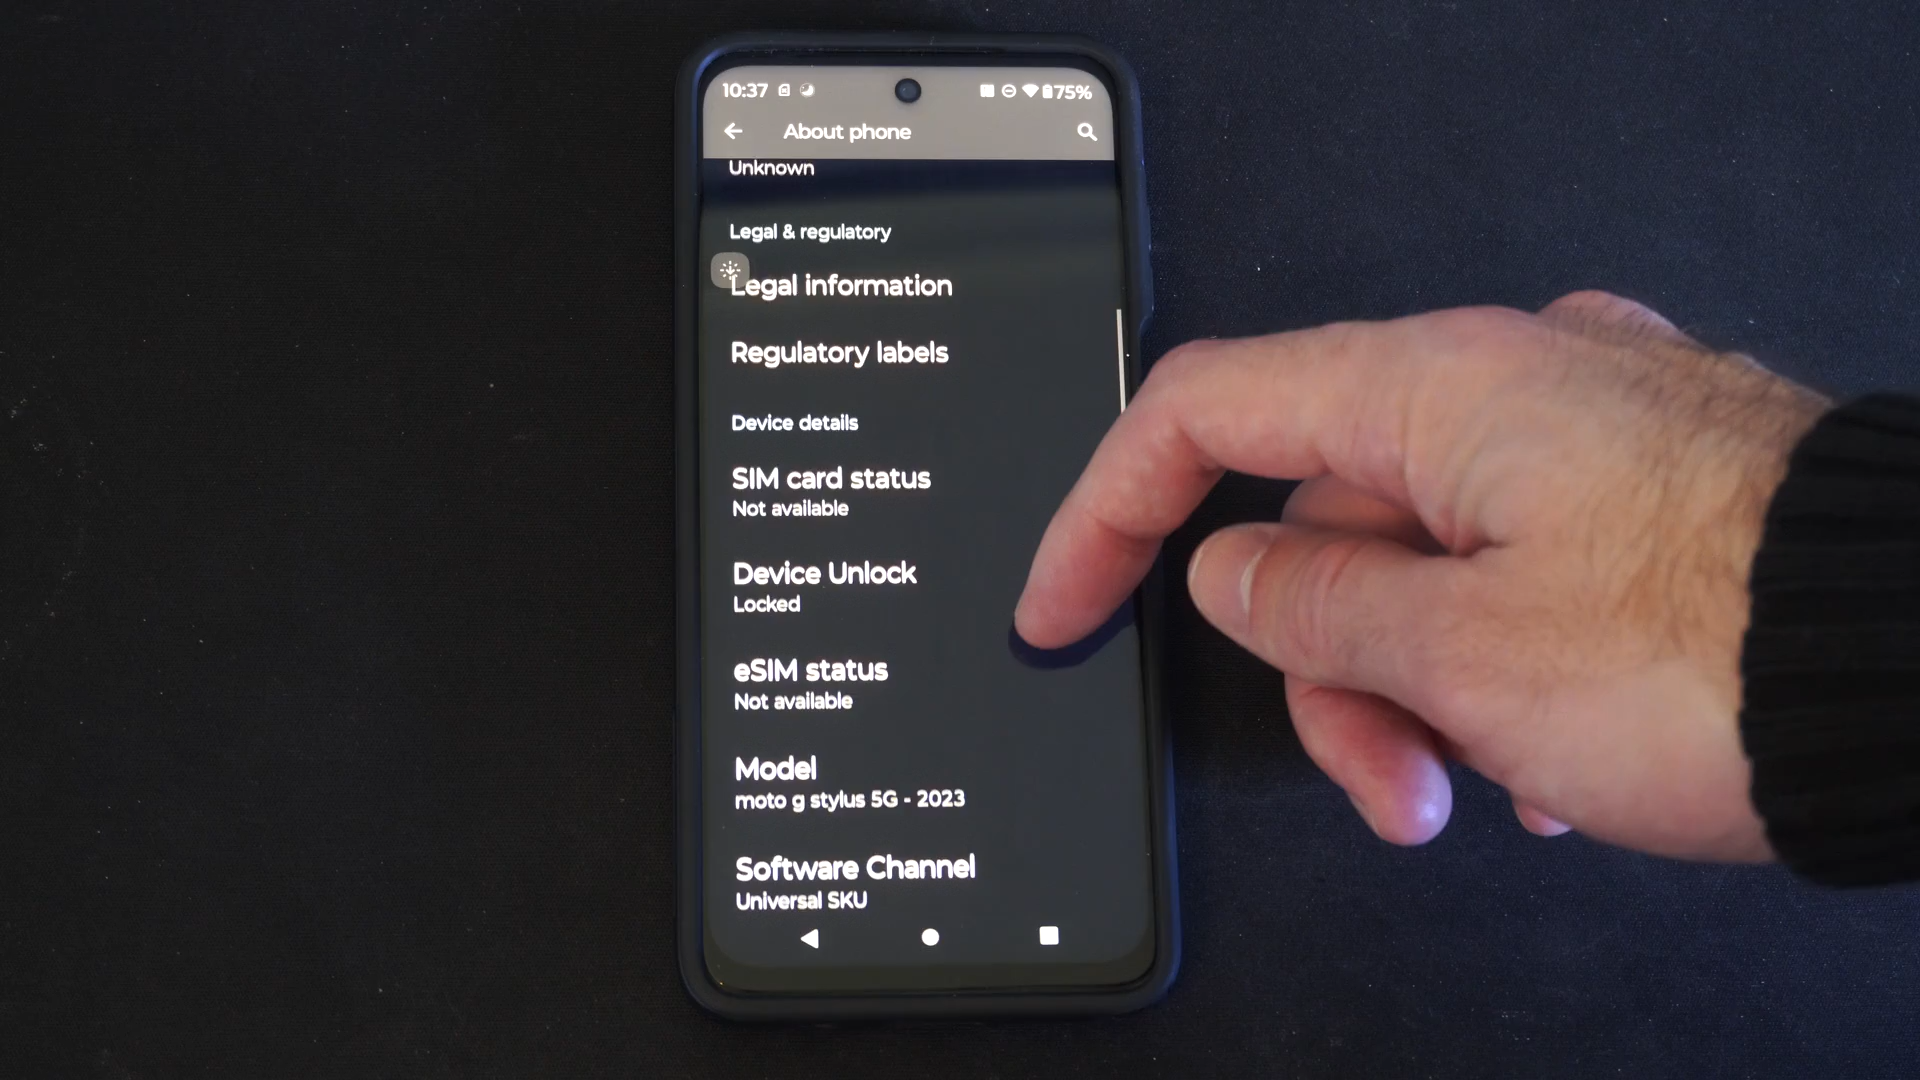 10:37 75%
About phone
Unknown
Legal & regulatory
Legal information
Regulatory labels
Device details
SIM card status
Not available
Device Unlock
Locked
eSIM status
Not available
Model
moto g stylus 5G - 2023
Software Channel
Universal SKU